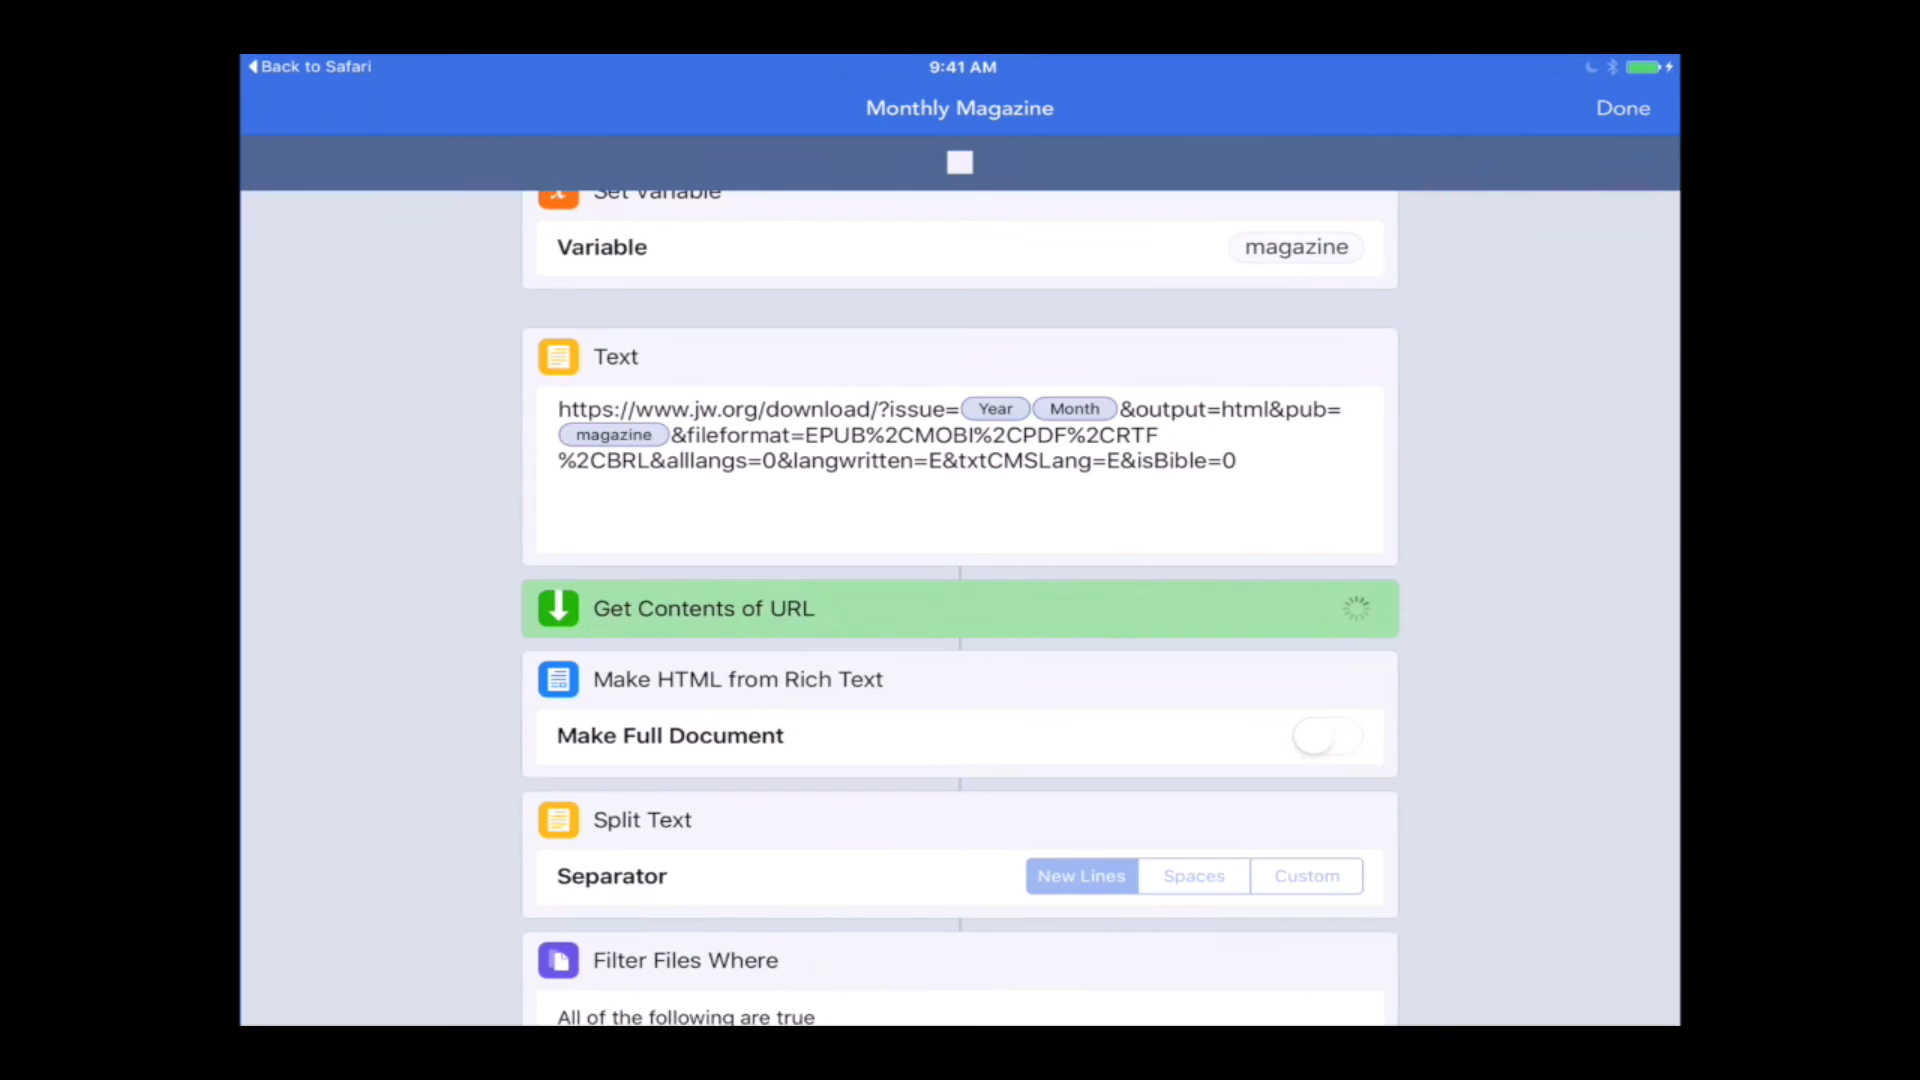 Back to Safari
9:41 AM
Monthly Magazine
Done
Set Variable
Variable
magazine
Text
https://www.jw.org/download/?issue= Year Month &output=html&pub=
magazine &fileformat=EPUB%2CMOBI%2CPDF%2CRTF
%2CBRL&alllangs=0&langwritten=E&txtCMSLang=E&isBible=0
Get Contents of URL
Make HTML from Rich Text
Make Full Document
Split Text
Separator
New Lines Spaces Custom
Filter Files Where
All of the following are true